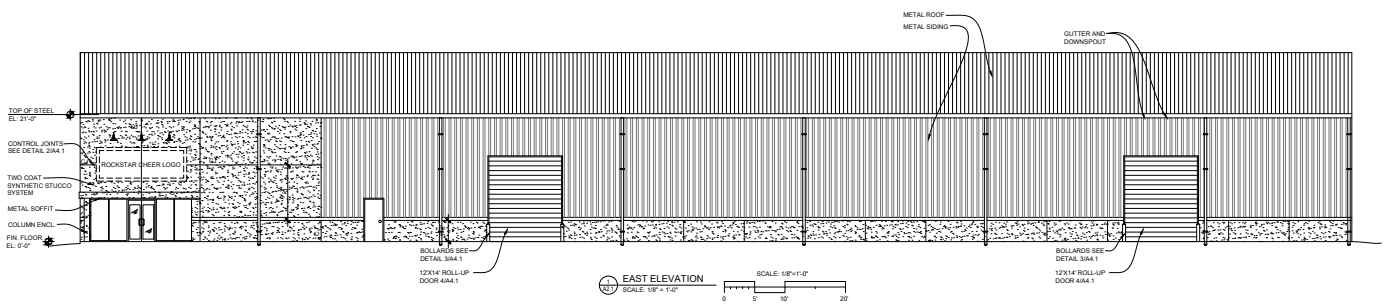 METAL ROOF
METAL SIDING
GUTTER AND
DOWNSPOUT
TOP OF STEEL
EL: 21'-0"
CONTROL JOINTS
SEE DETAIL 2/A4.1
ROCKSTAR CHEER LOGO
TWO COAT
SYNTHETIC STUCCO
SYSTEM
METAL SOFFIT
COLUMN ENCL.
FIN. FLOOR
EL: 0'-0"
BOLLARDS SEE
DETAIL 3/A4.1
12'X14' ROLL-UP
DOOR 4/A4.1
BOLLARDS SEE
DETAIL 3/A4.1
12'X14' ROLL-UP
DOOR 4/A4.1
1
A2.1
EAST ELEVATION
SCALE: 1/8" = 1'-0"
SCALE: 1/8"=1'-0"
0 5' 10' 20'